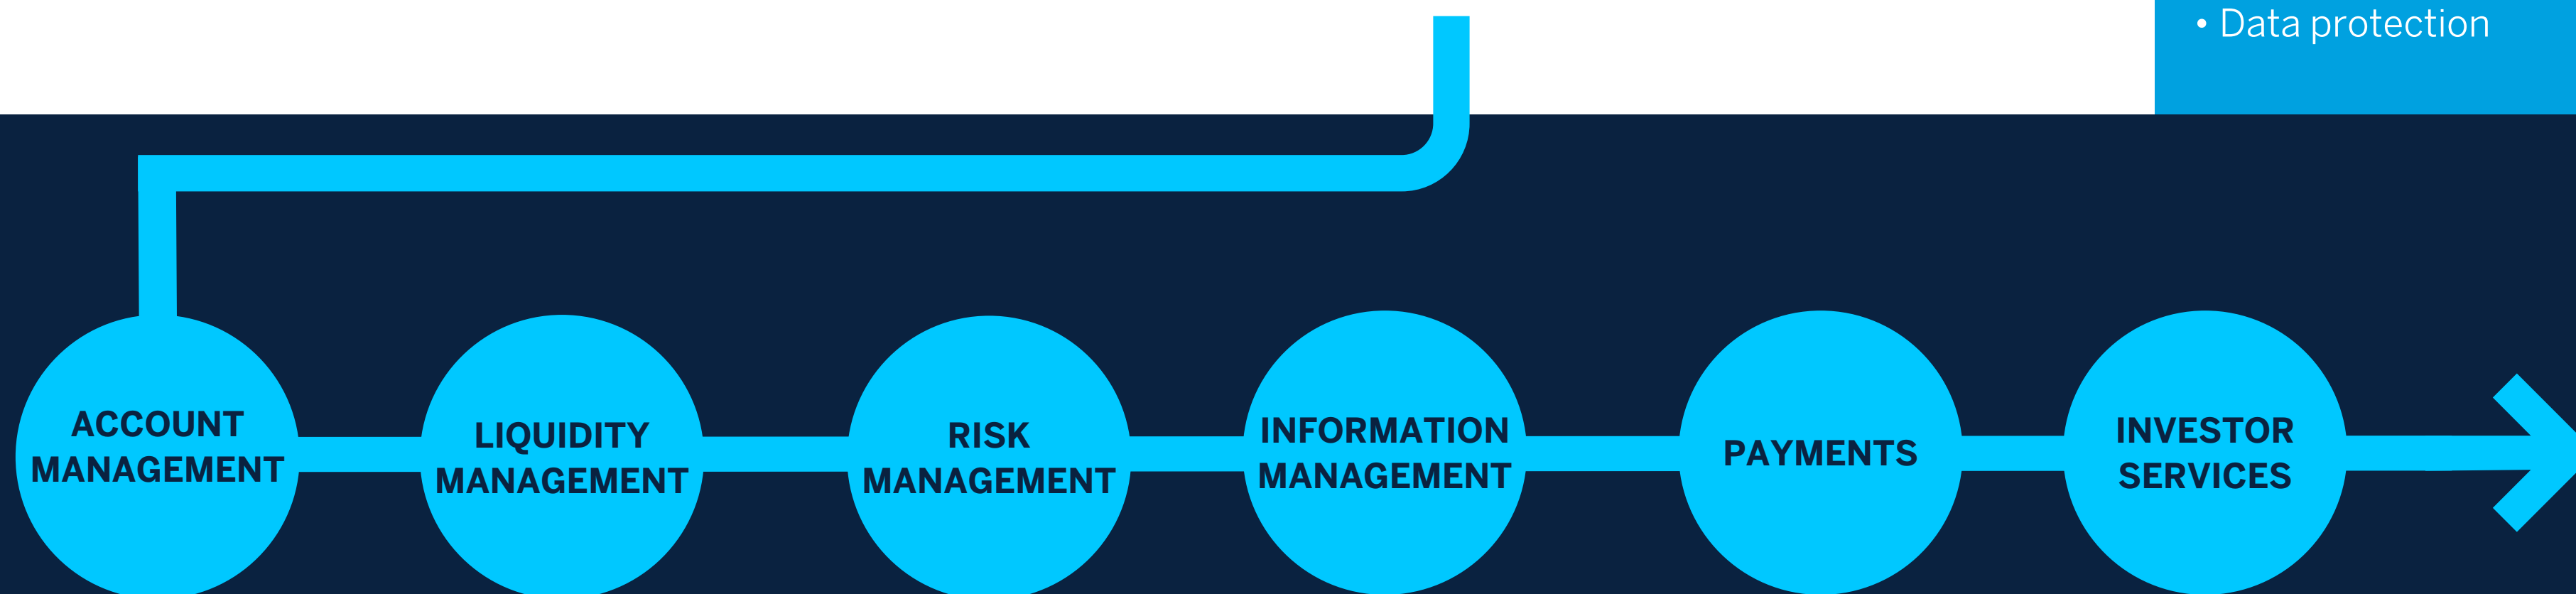 • Data protection
ACCOUNT
MANAGEMENT
LIQUIDITY
MANAGEMENT
RISK
MANAGEMENT
INFORMATION
MANAGEMENT
PAYMENTS
INVESTOR
SERVICES